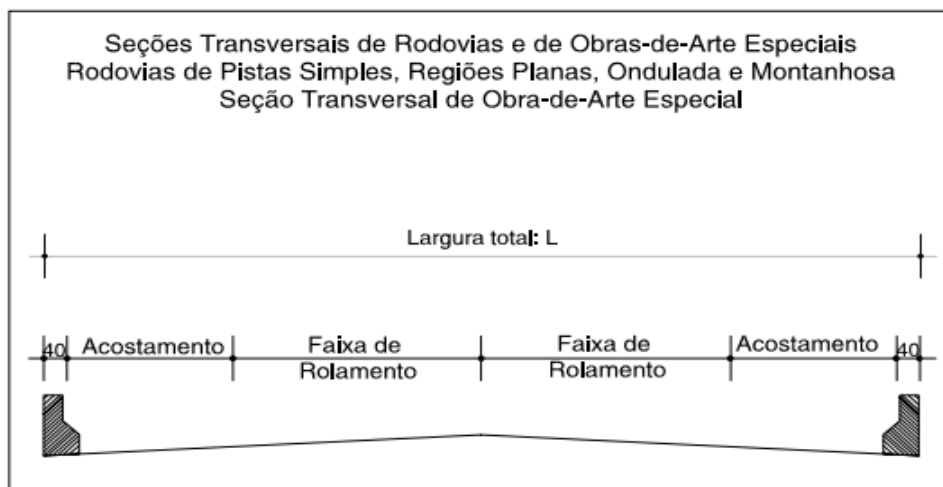 Seções Transversais de Rodovias e de Obras-de-Arte Especiais
Rodovias de Pistas Simples, Regiões Planas, Ondulada e Montanhosa
Seção Transversal de Obra-de-Arte Especial
Largura total: L
40 Acostamento Faixa de Rolamento Faixa de Rolamento Acostamento 40